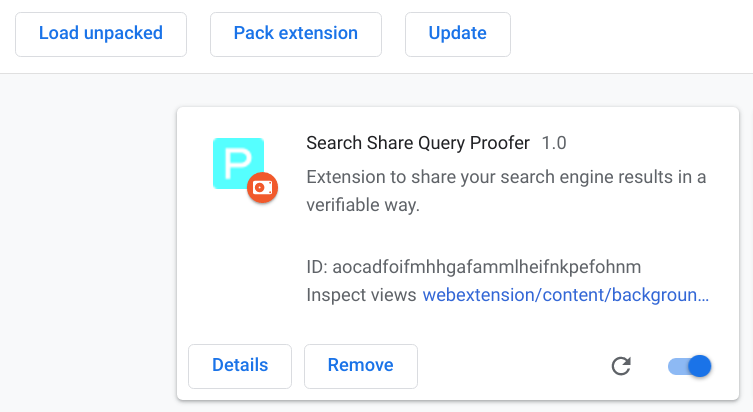 Load unpacked Pack extension Update
P
Search Share Query Proofer 1.0
Extension to share your search engine results in a
verifiable way.
ID: aocadfoifmhhgafammlheifnkpefohnm
Inspect views webextension/content/backgroun…
Details Remove